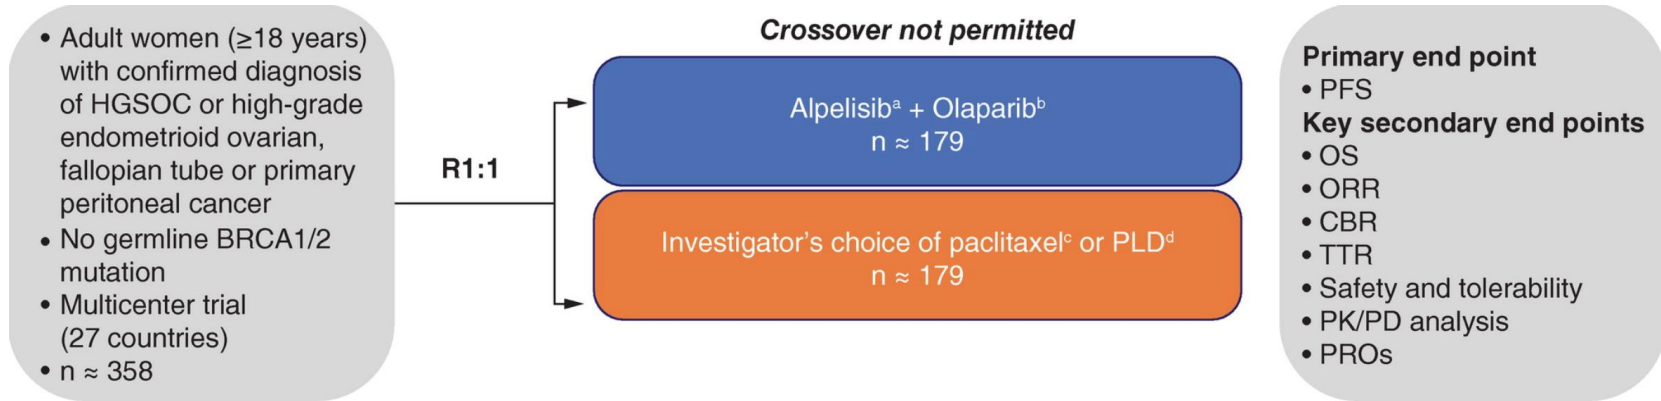 • Adult women (≥18 years)
with confirmed diagnosis
of HGSOC or high-grade
endometrioid ovarian,
fallopian tube or primary
peritoneal cancer
• No germline BRCA1/2
mutation
• Multicenter trial
(27 countries)
• n ≈ 358
R1:1
Crossover not permitted
Alpelisibᵃ + Olaparibᵇ
n ≈ 179
Investigator’s choice of paclitaxelᶜ or PLDᵈ
n ≈ 179
Primary end point
• PFS
Key secondary end points
• OS
• ORR
• CBR
• TTR
• Safety and tolerability
• PK/PD analysis
• PROs